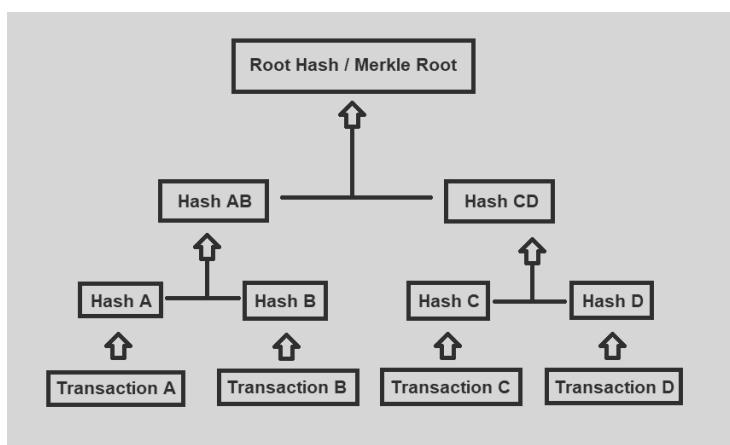 Root Hash / Merkle Root
Hash AB
Hash CD
Hash A
Hash B
Hash C
Hash D
Transaction A
Transaction B
Transaction C
Transaction D